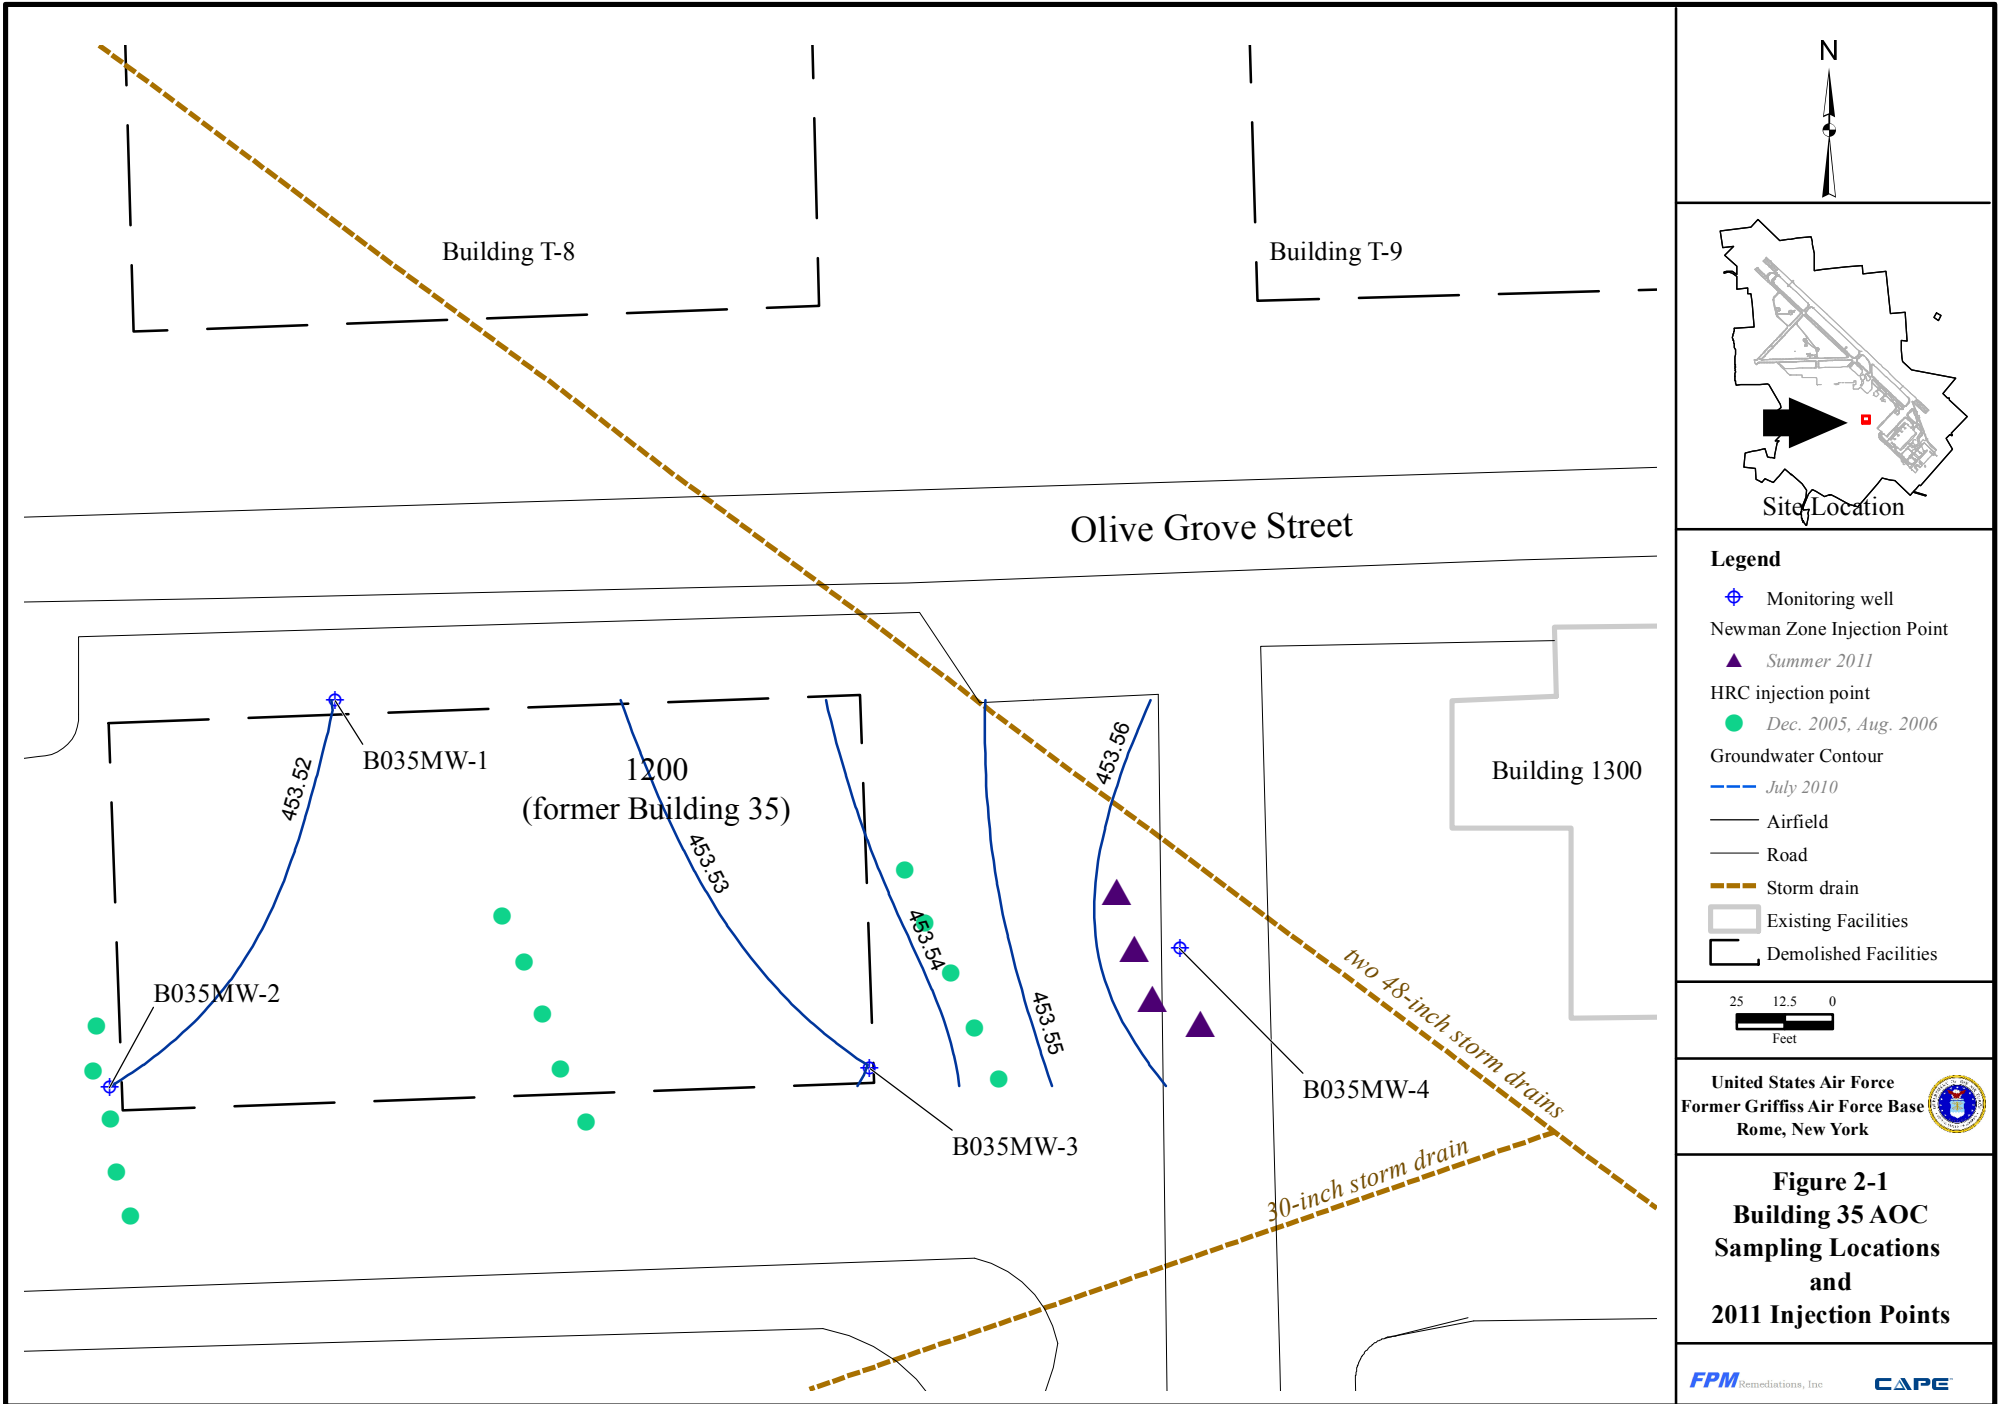 Building T-8
Building T-9
Olive Grove Street
B035MW-1
1200
(former Building 35)
Building 1300
453.52
453.53
453.54
453.55
453.56
B035MW-2
B035MW-3
B035MW-4
two 48-inch storm drains
30-inch storm drain
N
Site Location
Legend
Monitoring well
Newman Zone Injection Point
Summer 2011
HRC injection point
Dec. 2005, Aug. 2006
Groundwater Contour
July 2010
Airfield
Road
Storm drain
Existing Facilities
Demolished Facilities
25 12.5 0
Feet
United States Air Force
Former Griffiss Air Force Base
Rome, New York
Figure 2-1
Building 35 AOC
Sampling Locations
and
2011 Injection Points
FPM Remediations, Inc
CAPE